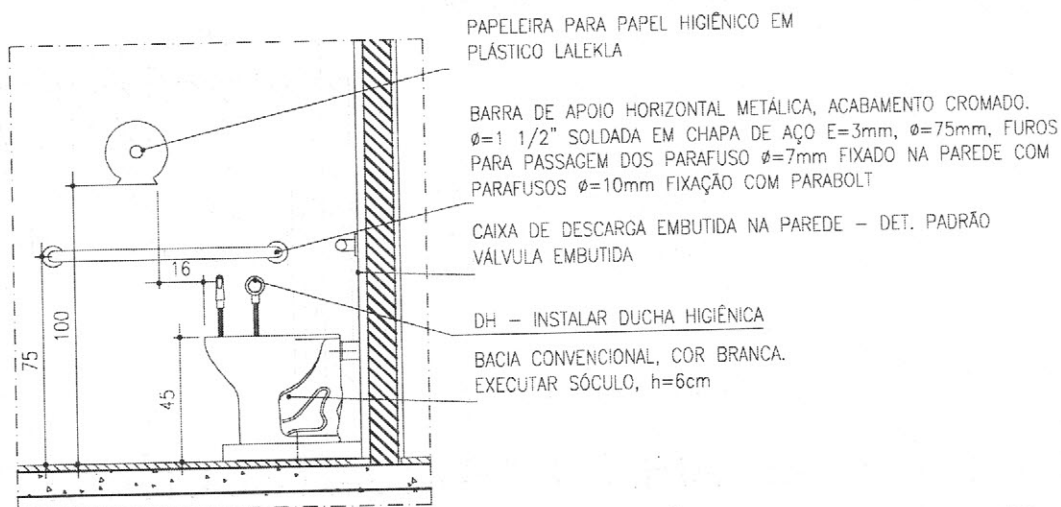 PAPELEIRA PARA PAPEL HIGIÊNICO EM
PLÁSTICO LALEKLA
BARRA DE APOIO HORIZONTAL METÁLICA, ACABAMENTO CROMADO.
ø=1 1/2" SOLDADA EM CHAPA DE AÇO E=3mm, ø=75mm, FUROS
PARA PASSAGEM DOS PARAFUSO ø=7mm FIXADO NA PAREDE COM
PARAFUSOS ø=10mm FIXAÇÃO COM PARABOLT
CAIXA DE DESCARGA EMBUTIDA NA PAREDE – DET. PADRÃO
VÁLVULA EMBUTIDA
16
DH – INSTALAR DUCHA HIGIÊNICA
BACIA CONVENCIONAL, COR BRANCA.
EXECUTAR SÓCULO, h=6cm
75
100
45